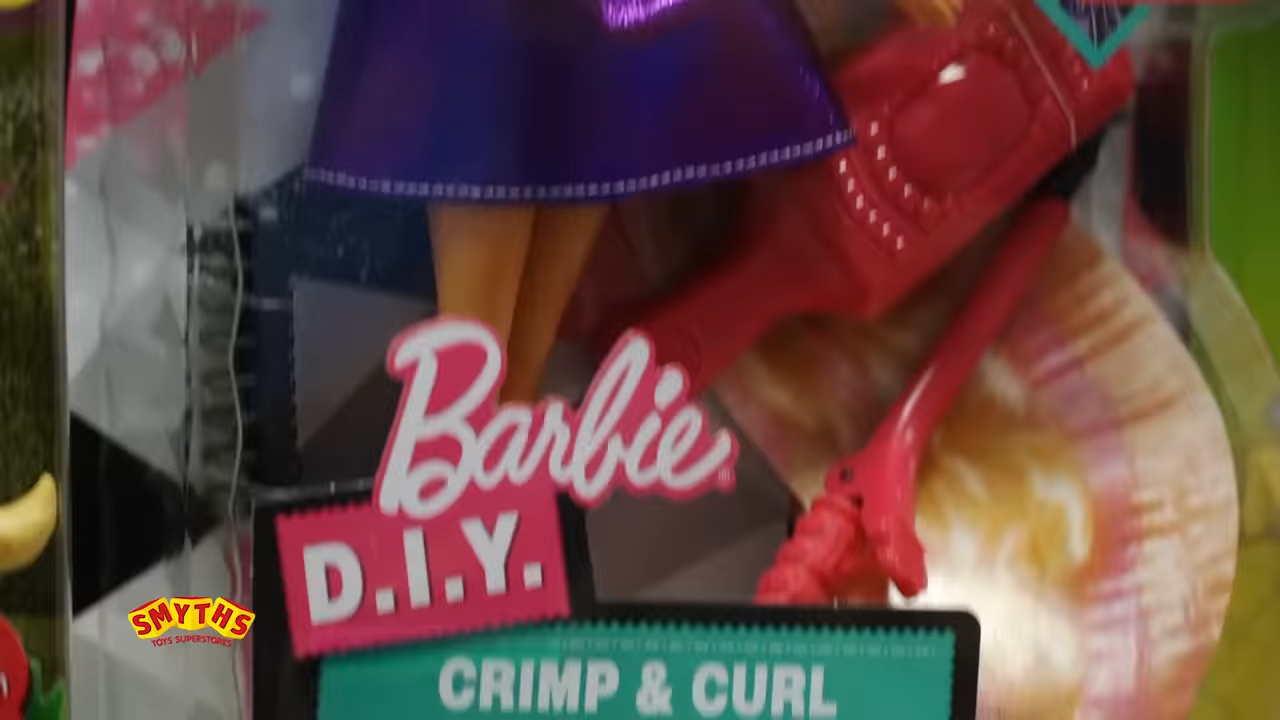 Barbie
D.I.Y.
SMYTHS
TOYS SUPERSTORES
CRIMP & CURL